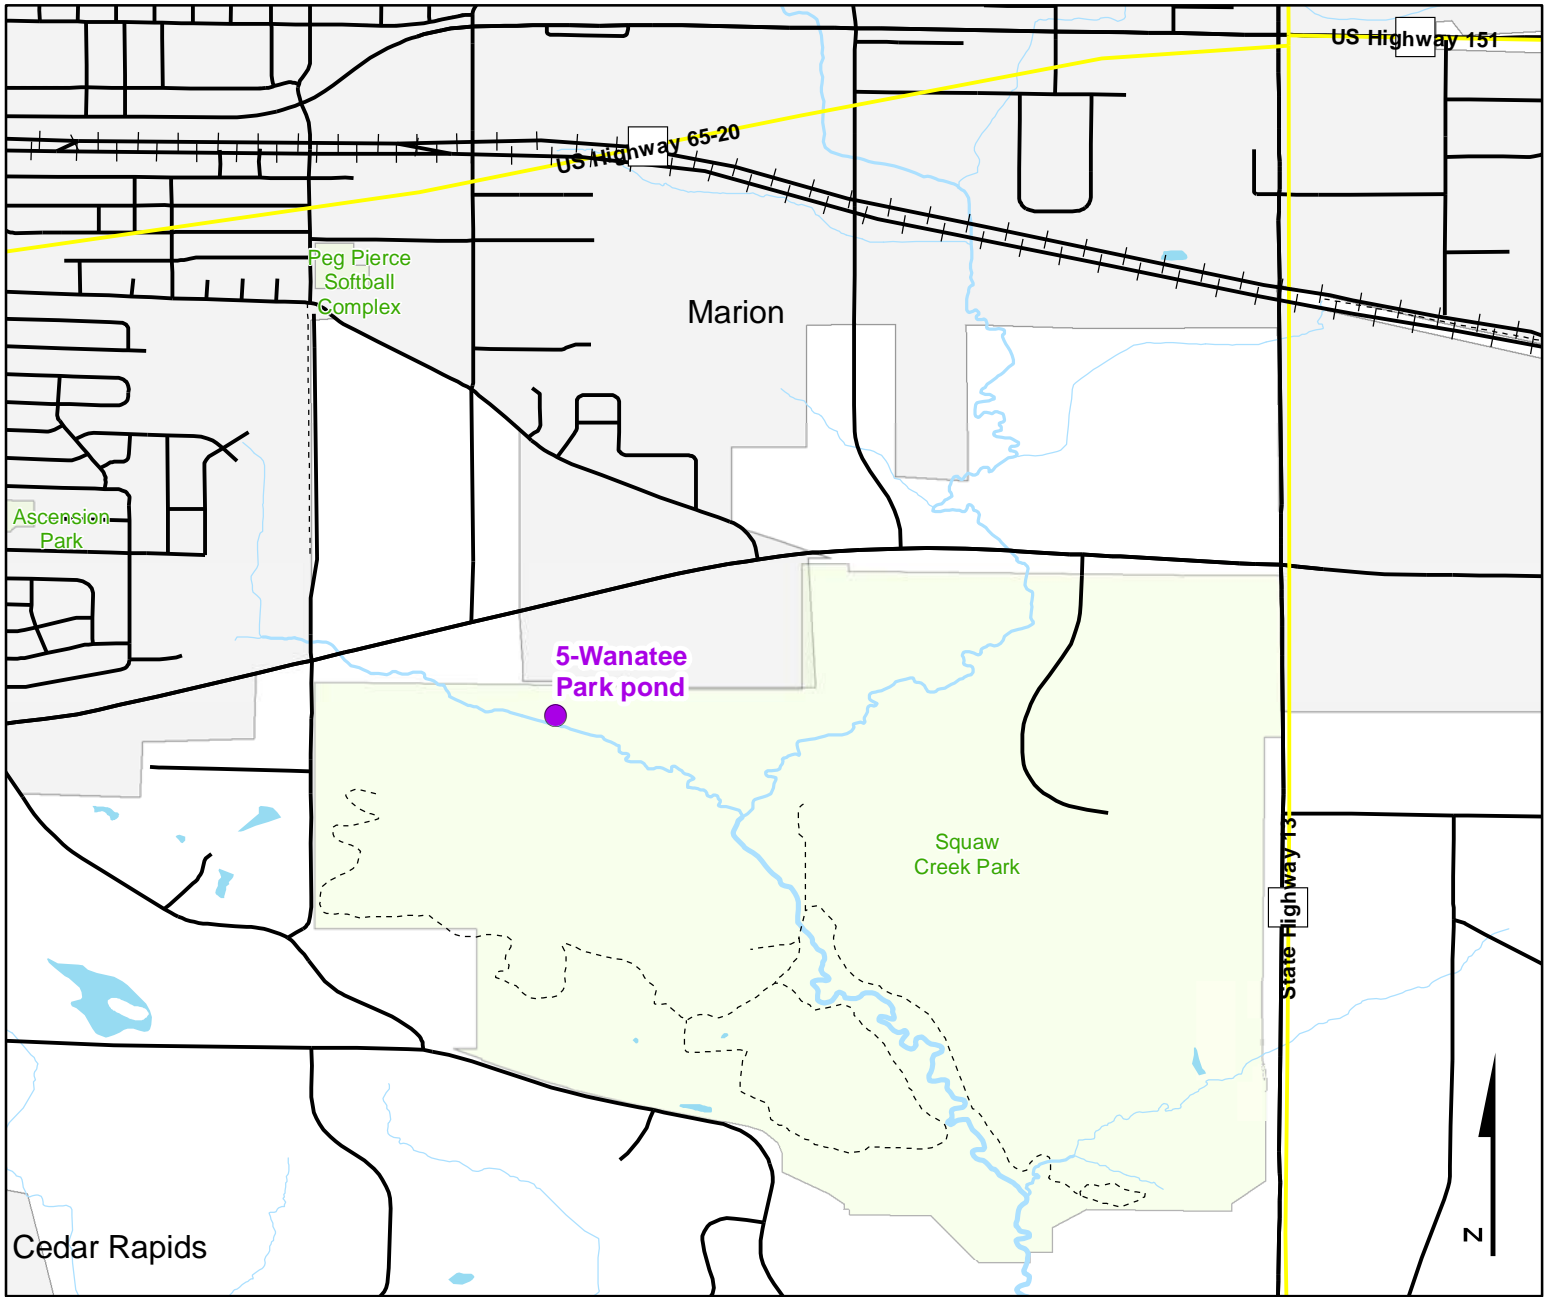 US Highway 151
US Highway 65-20
Peg Pierce
Softball
Complex
Marion
Ascension
Park
5-Wanatee
Park pond
Squaw
Creek Park
State Highway 13
Cedar Rapids
N